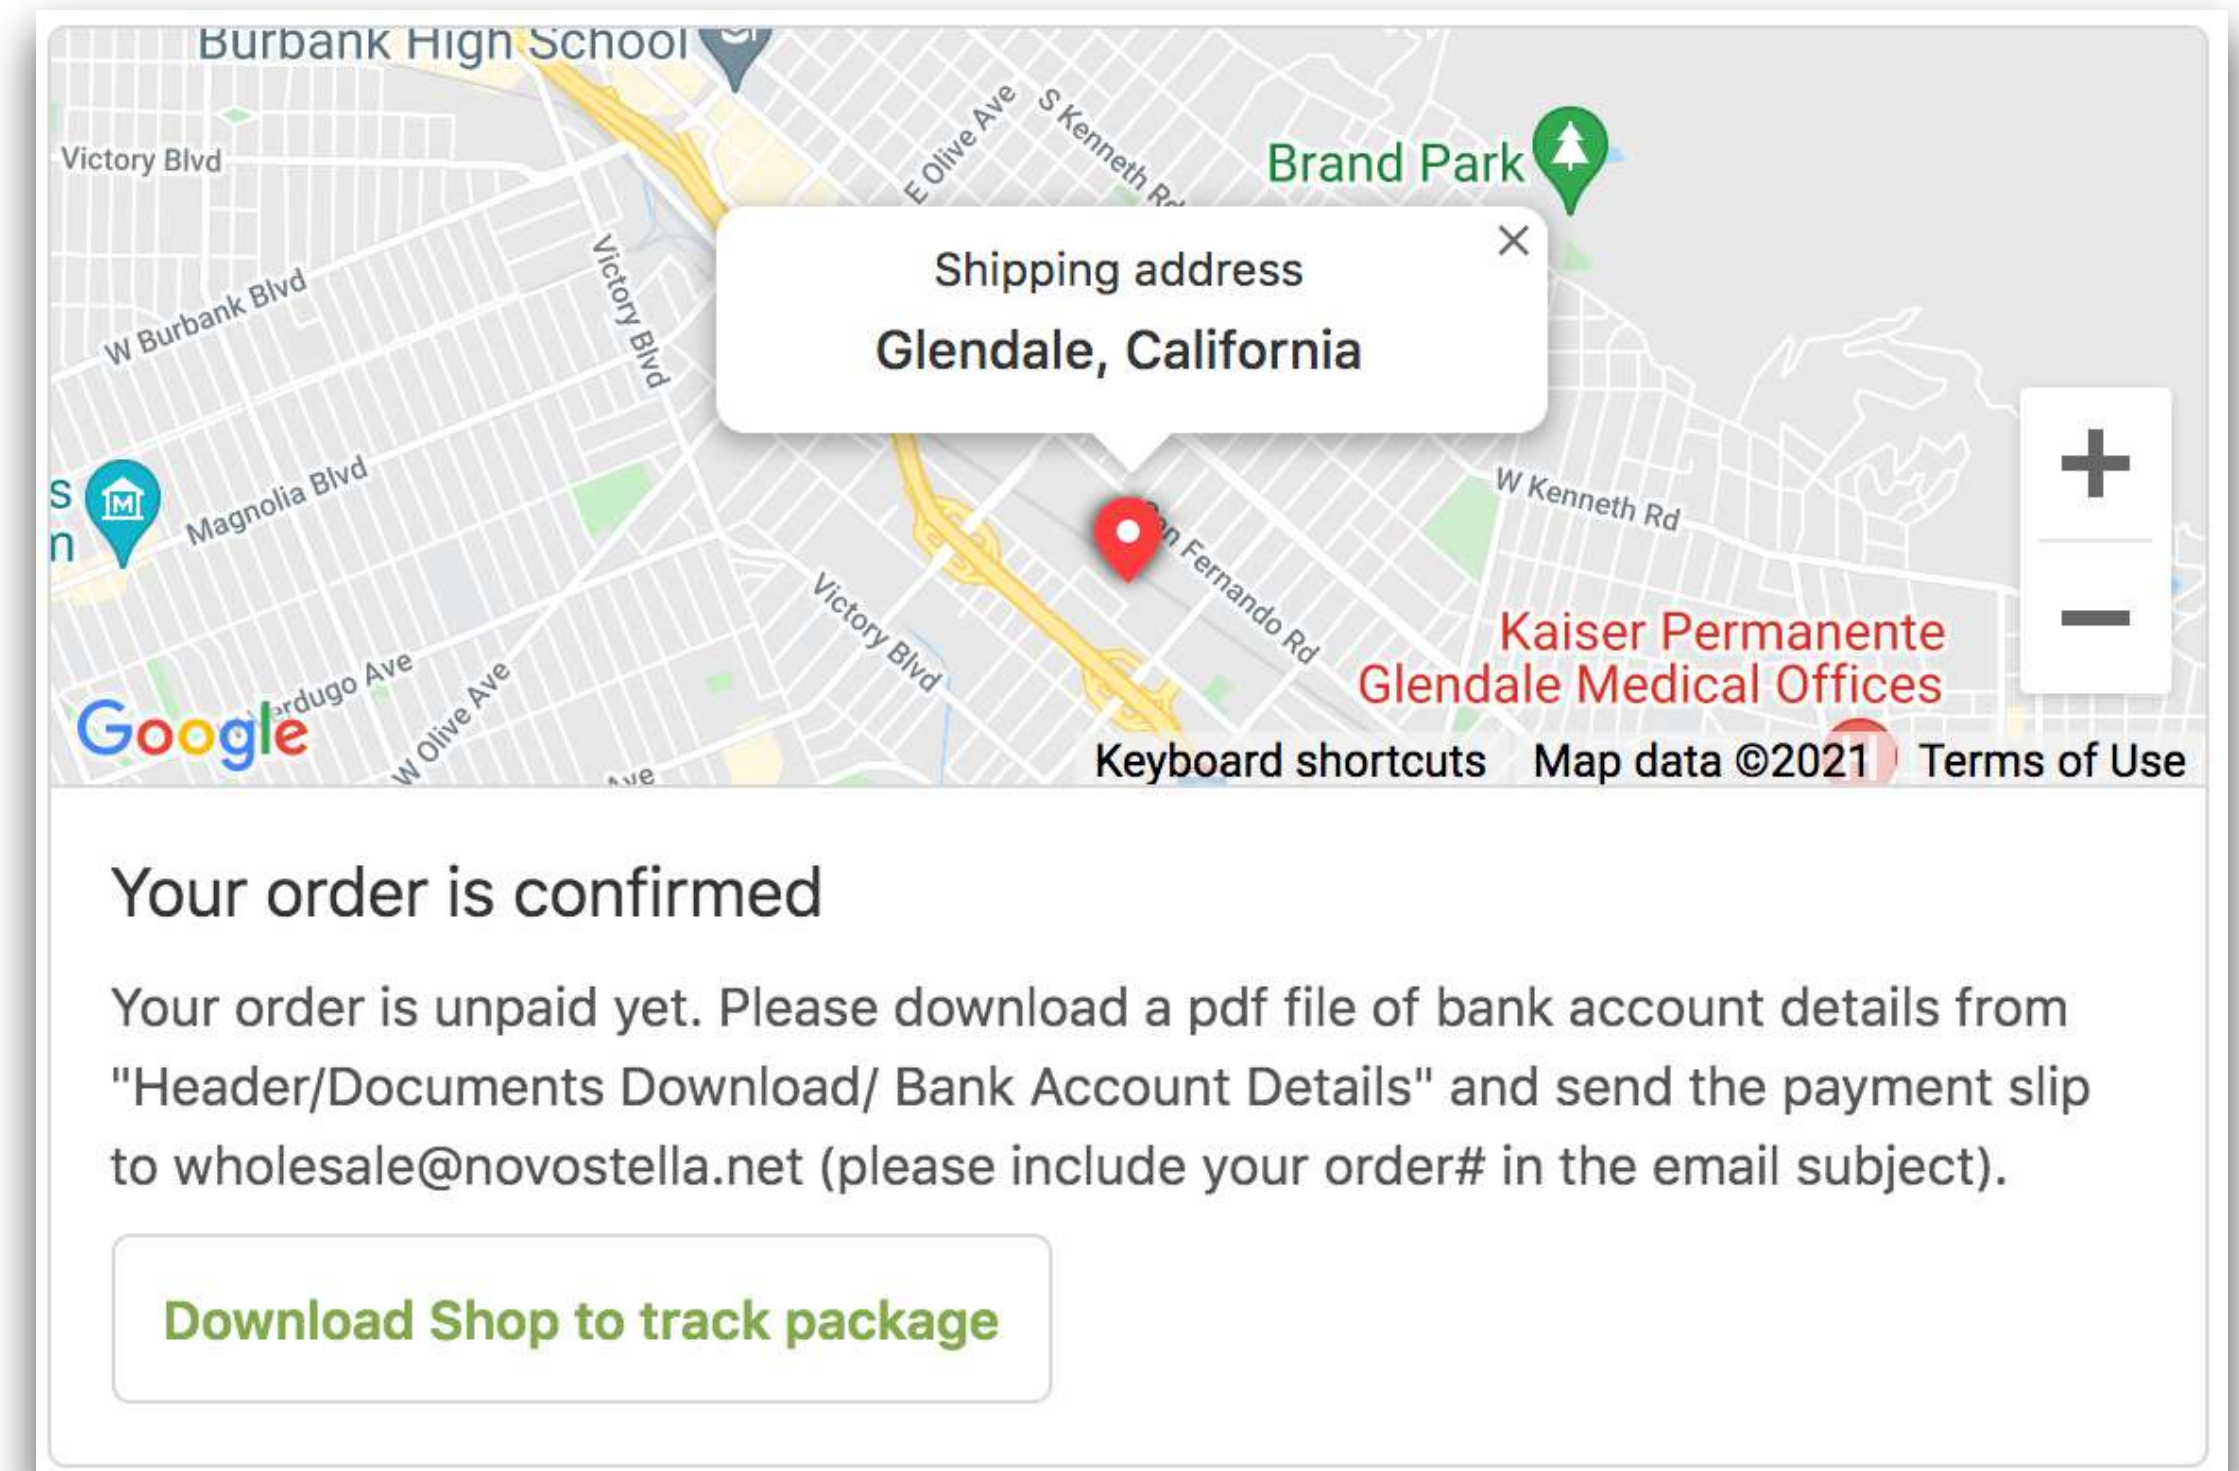 Burbank High School
E Olive Ave
S Kenneth Rd
Brand Park
Victory Blvd
Shipping address
Glendale, California
W Burbank Blvd
Victory Blvd
s
n
Magnolia Blvd
W Kenneth Rd
Fernando Rd
Victory Blvd
Kaiser Permanente
Glendale Medical Offices
Ave
W Olive Ave
Google
Ave
Keyboard shortcuts Map data ©2021 Terms of Use
Your order is confirmed
Your order is unpaid yet. Please download a pdf file of bank account details from
"Header/Documents Download/ Bank Account Details" and send the payment slip
to wholesale@novostella.net (please include your order# in the email subject).
Download Shop to track package